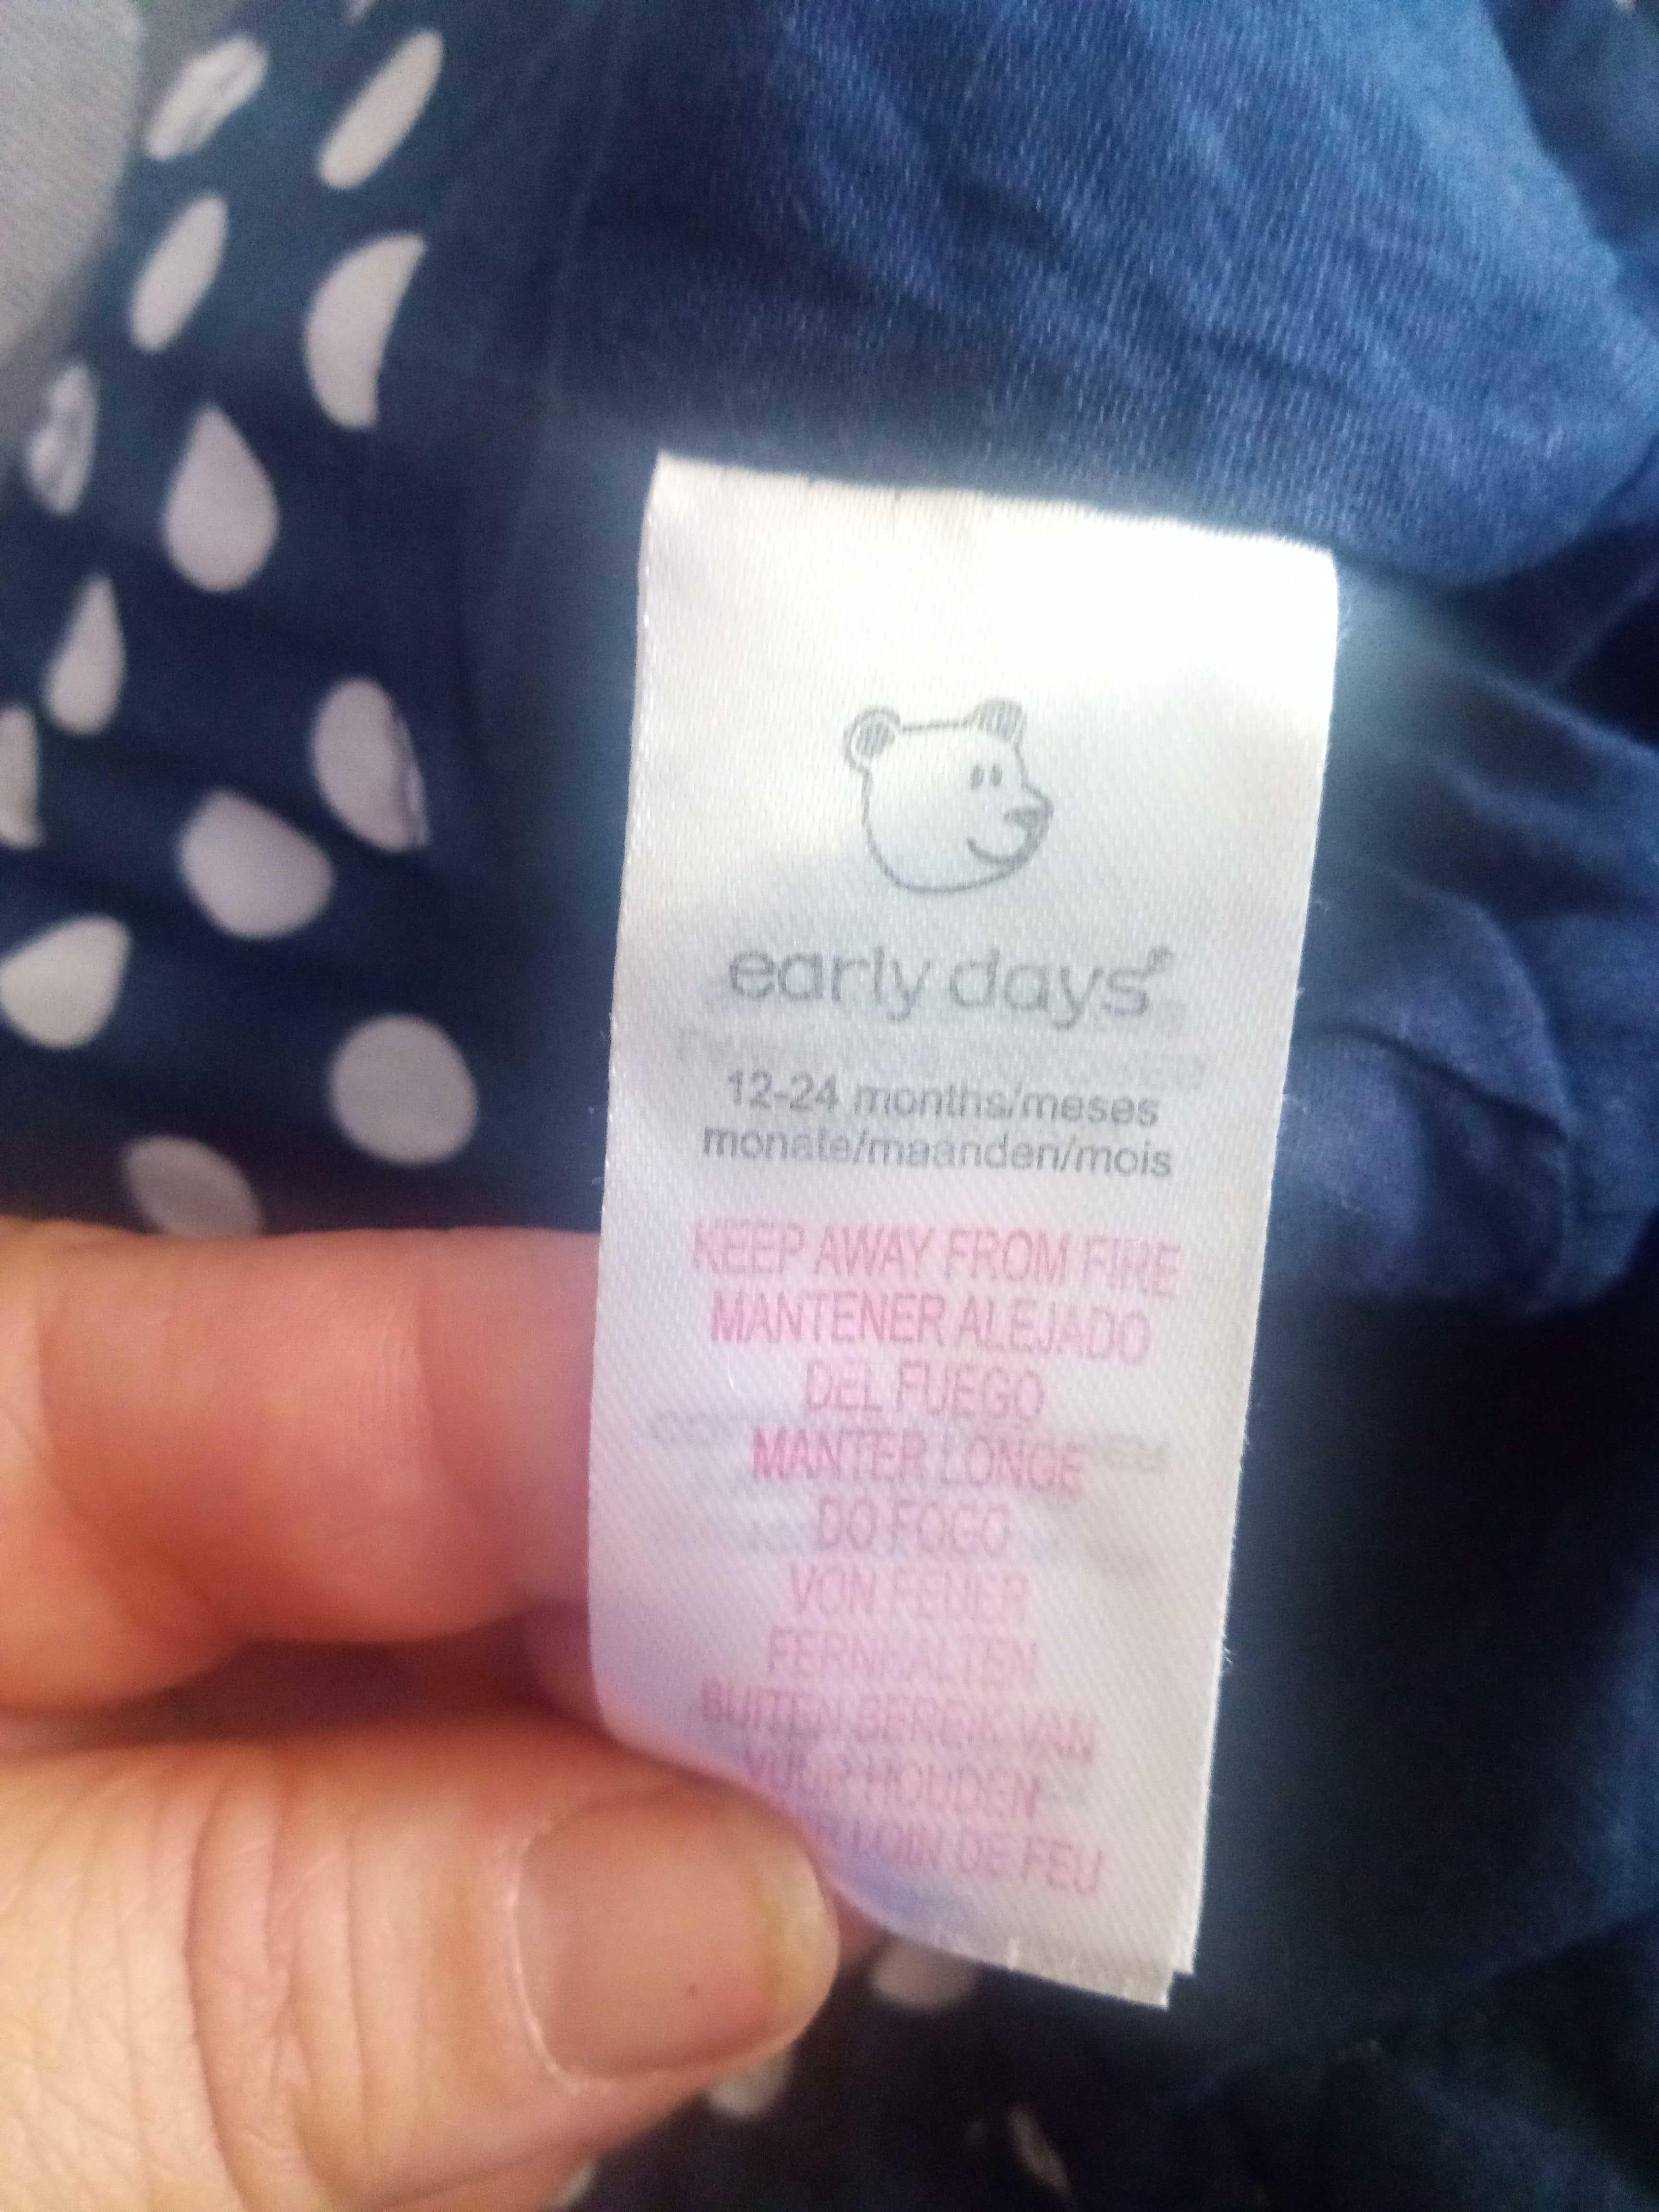 early days®
12-24 months/meses
monate/maanden/mois
KEEP AWAY FROM FIRE
MANTENER ALEJADO
DEL FUEGO
MANTER LONGE
DO FOGO
VON FEUER
FERNHALTEN
BUITEN BEREIK VAN
VUUR HOUDEN
LOIN DE FEU